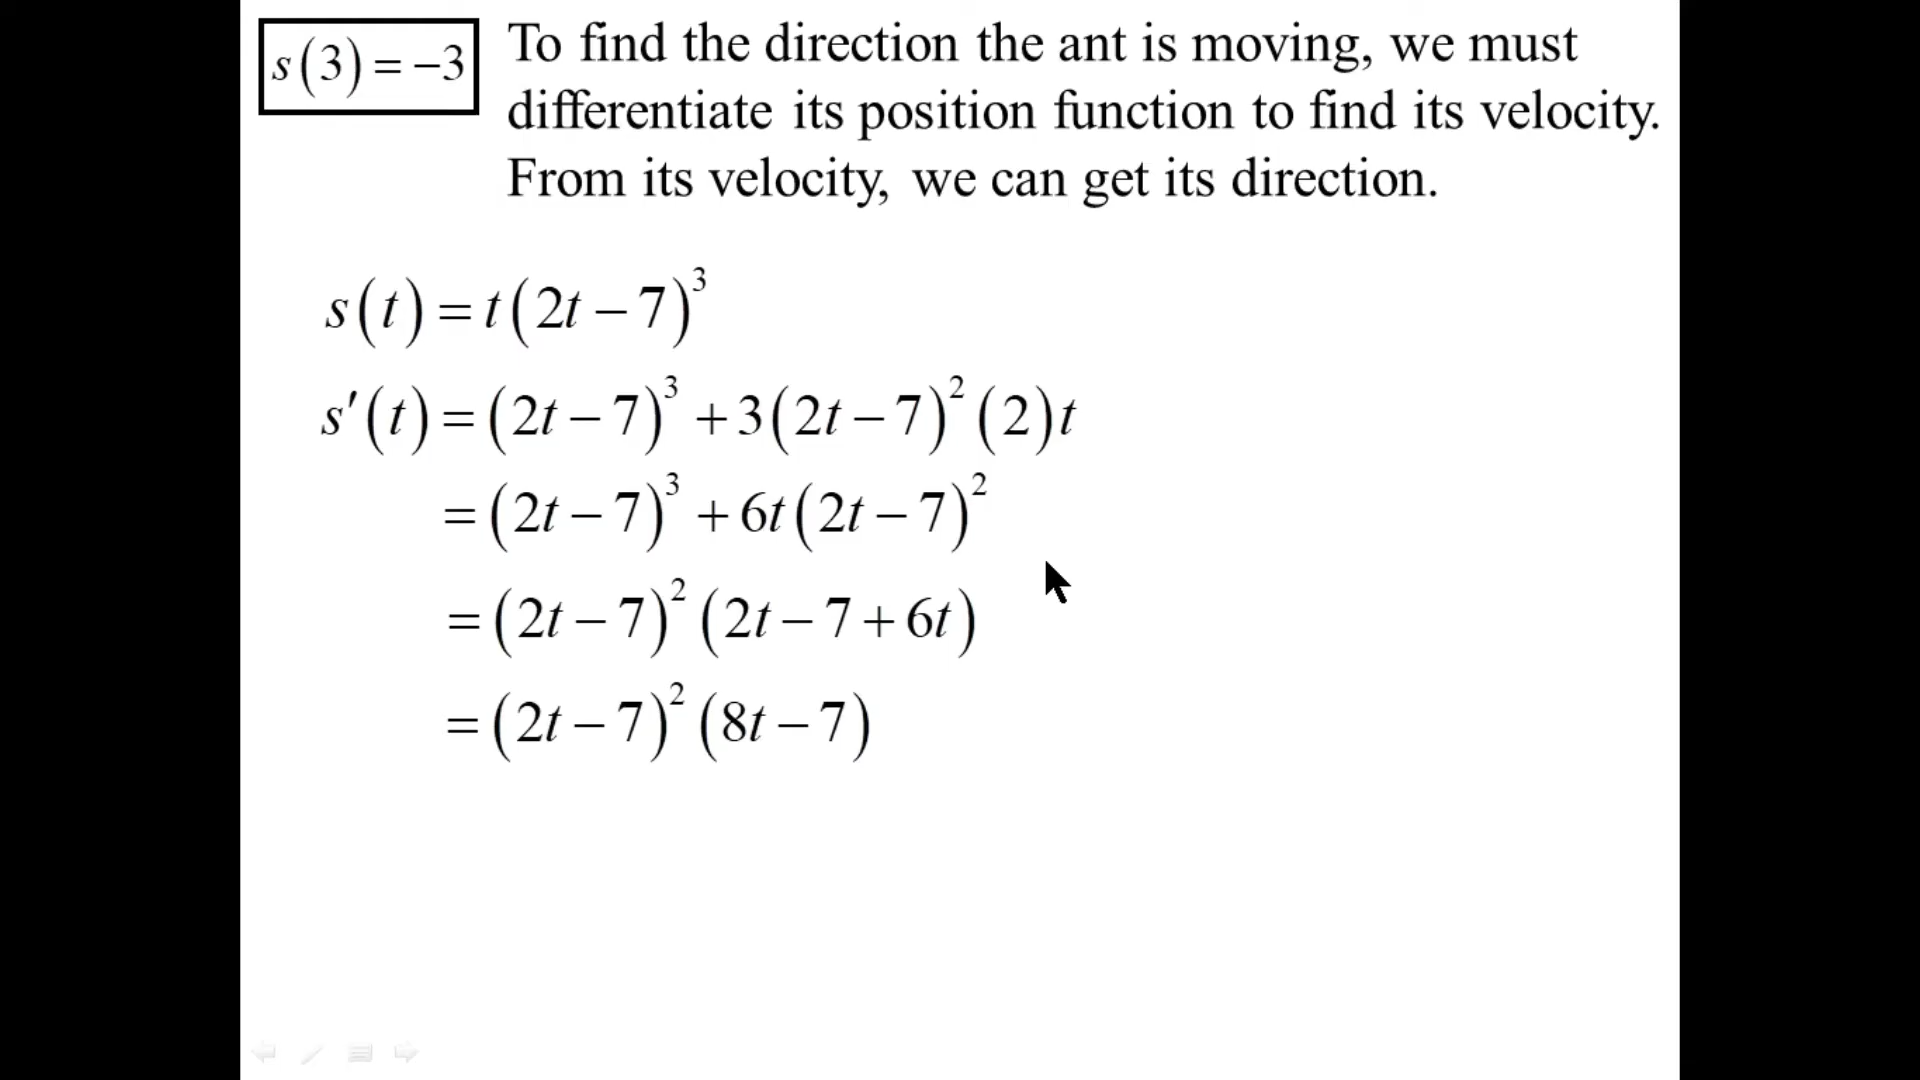 s(3) = −3
To find the direction the ant is moving, we must
differentiate its position function to find its velocity.
From its velocity, we can get its direction.
s(t) = t(2t − 7)³
s′(t) = (2t − 7)³ + 3(2t − 7)²(2)t
= (2t − 7)³ + 6t(2t − 7)²
= (2t − 7)²(2t − 7 + 6t)
= (2t − 7)²(8t − 7)